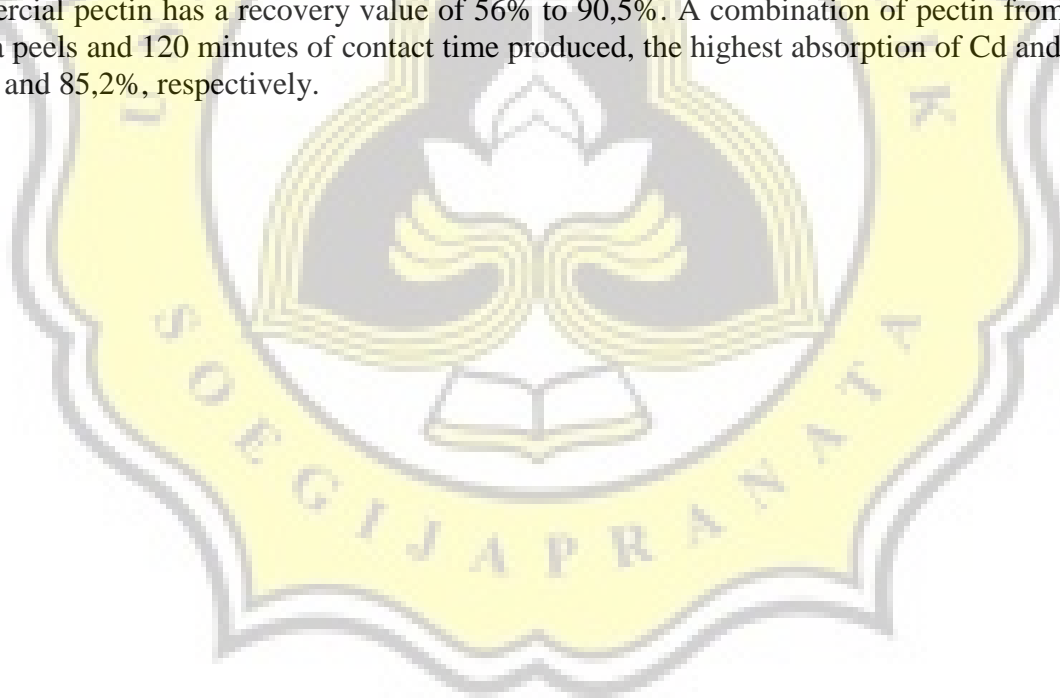 ercial pectin has a recovery value of 56% to 90,5%. A combination of pectin from
peels and 120 minutes of contact time produced, the highest absorption of Cd and
and 85,2%, respectively.
SOEGIJAPRANATA